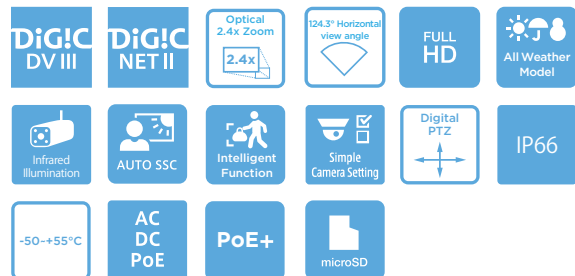 DiG!C
DV III
DiG!C
NET II
Optical
2.4x Zoom
2.4x
124.3° Horizontal
view angle
FULL
HD
All Weather
Model
Infrared
Illumination
AUTO SSC
Intelligent
Function
Simple
Camera Setting
Digital
PTZ
IP66
-50-+55°C
AC
DC
PoE
PoE+
microSD